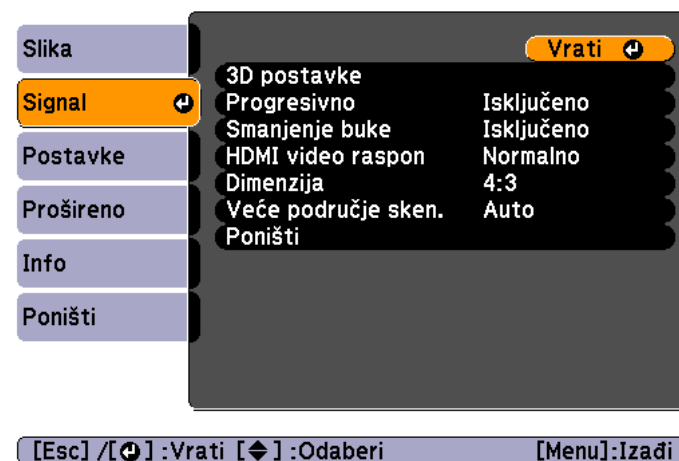 Slika
Signal
Postavke
Prošireno
Info
Poništi
Vrati
3D postavke
Progresivno Isključeno
Smanjenje buke Isključeno
HDMI video raspon Normalno
Dimenzija 4:3
Veće područje sken. Auto
Poništi
[Esc] /[ ] :Vrati [ ] :Odaberi [Menu]:Izađi